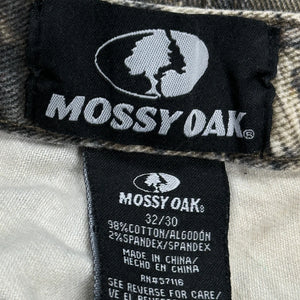 MOSSY OAK®
MOSSY OAK®
32/30
98%COTTON/ALGODÓN
2%SPANDEX/SPANDEX
MADE IN CHINA/
HECHO EN CHINA
RN#57116
SEE REVERSE FOR CARE/